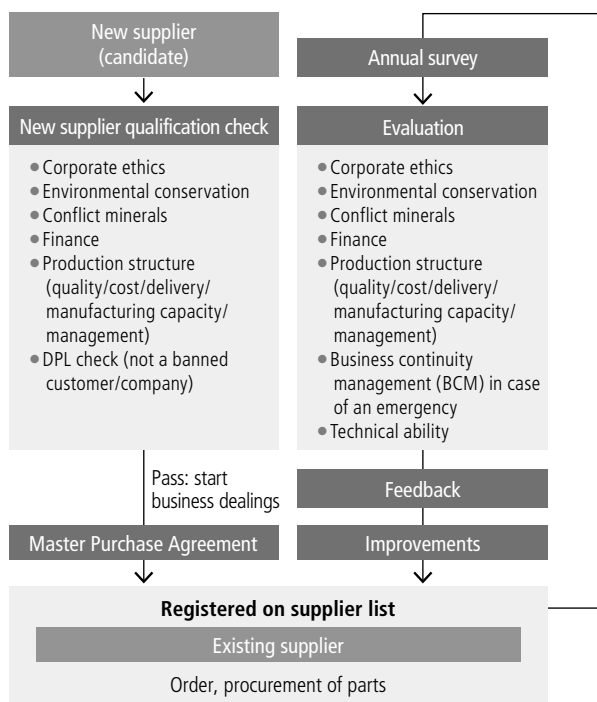 New supplier
(candidate)
New supplier qualification check
● Corporate ethics
● Environmental conservation
● Conflict minerals
● Finance
● Production structure
(quality/cost/delivery/
manufacturing capacity/
management)
● DPL check (not a banned
customer/company)
Pass: start
business dealings
Master Purchase Agreement
Annual survey
Evaluation
● Corporate ethics
● Environmental conservation
● Conflict minerals
● Finance
● Production structure
(quality/cost/delivery/
manufacturing capacity/
management)
● Business continuity
management (BCM) in case
of an emergency
● Technical ability
Feedback
Improvements
Registered on supplier list
Existing supplier
Order, procurement of parts